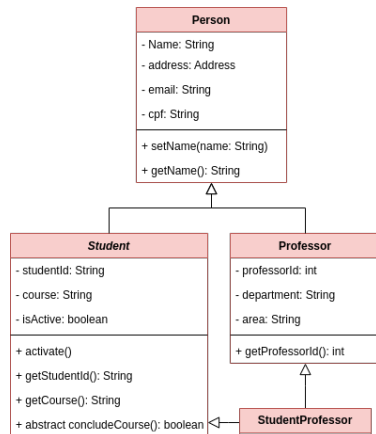 Person
- Name: String
- address: Address
- email: String
- cpf: String
+ setName(name: String)
+ getName(): String
Student
- studentId: String
- course: String
- isActive: boolean
+ activate()
+ getStudentId(): String
+ getCourse(): String
+ abstract concludeCourse(): boolean
Professor
- professorId: int
- department: String
- area: String
+ getProfessorId(): int
StudentProfessor